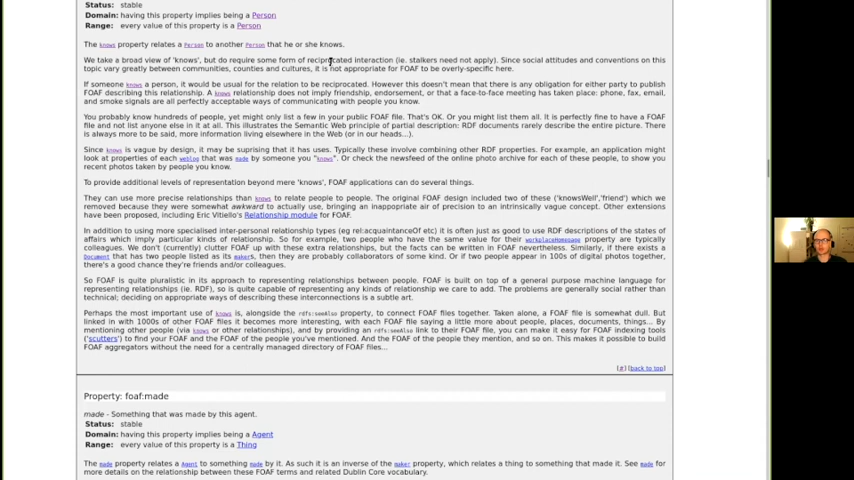 Status: stable
Domain: having this property implies being a Person
Range: every value of this property is a Person
The knows property relates a Person to another Person that he or she knows.
We take a broad view of 'knows', but do require some form of reciprocated interaction (ie. stalkers need not apply). Since social attitudes and conventions on this
topic vary greatly between communities, counties and cultures, it is not appropriate for FOAF to be overly-specific here.
If someone knows a person, it would be usual for the relation to be reciprocated. However this doesn't mean that there is any obligation for either party to publish
FOAF describing this relationship. A knows relationship does not imply friendship, endorsement, or that a face-to-face meeting has taken place: phone, fax, email,
and smoke signals are all perfectly acceptable ways of communicating with people you know.
You probably know hundreds of people, yet might only list a few in your public FOAF file. That's OK. Or you might list them all. It is perfectly fine to have a FOAF
file and not list anyone else in it at all. This illustrates the Semantic Web principle of partial description: RDF documents rarely describe the entire picture. There
is always more to be said, more information living elsewhere in the Web (or in our heads...).
Since knows is vague by design, it may be suprising that it has uses. Typically these involve combining other RDF properties. For example, an application might
look at properties of each weblog that was made by someone you "knows". Or check the newsfeed of the online photo archive for each of these people, to show you
recent photos taken by people you know.
To provide additional levels of representation beyond mere 'knows', FOAF applications can do several things.
They can use more precise relationships than knows to relate people to people. The original FOAF design included two of these ('knowsWell','friend') which we
removed because they were somewhat awkward to actually use, bringing an inappropriate air of precision to an intrinsically vague concept. Other extensions
have been proposed, including Eric Vitiello's Relationship module for FOAF.
In addition to using more specialised inter-personal relationship types (eg rel:acquaintanceOf etc) it is often just as good to use RDF descriptions of the states of
affairs which imply particular kinds of relationship. So for example, two people who have the same value for their workplaceHomepage property are typically
colleagues. We don't (currently) clutter FOAF up with these extra relationships, but the facts can be written in FOAF nevertheless. Similarly, if there exists a
Document that has two people listed as its makers, then they are probably collaborators of some kind. Or if two people appear in 100s of digital photos together,
there's a good chance they're friends and/or colleagues.
So FOAF is quite pluralistic in its approach to representing relationships between people. FOAF is built on top of a general purpose machine language for
representing relationships (ie. RDF), so is quite capable of representing any kinds of relationship we care to add. The problems are generally social rather than
technical; deciding on appropriate ways of describing these interconnections is a subtle art.
Perhaps the most important use of knows is, alongside the rdfs:seeAlso property, to connect FOAF files together. Taken alone, a FOAF file is somewhat dull. But
linked in with 1000s of other FOAF files it becomes more interesting, with each FOAF file saying a little more about people, places, documents, things... By
mentioning other people (via knows or other relationships), and by providing an rdfs:seeAlso link to their FOAF file, you can make it easy for FOAF indexing tools
('scutters') to find your FOAF and the FOAF of the people you've mentioned. And the FOAF of the people they mention, and so on. This makes it possible to build
FOAF aggregators without the need for a centrally managed directory of FOAF files...
[#] [back to top]
Property: foaf:made
made - Something that was made by this agent.
Status: stable
Domain: having this property implies being a Agent
Range: every value of this property is a Thing
The made property relates a Agent to something made by it. As such it is an inverse of the maker property, which relates a thing to something that made it. See made for
more details on the relationship between these FOAF terms and related Dublin Core vocabulary.